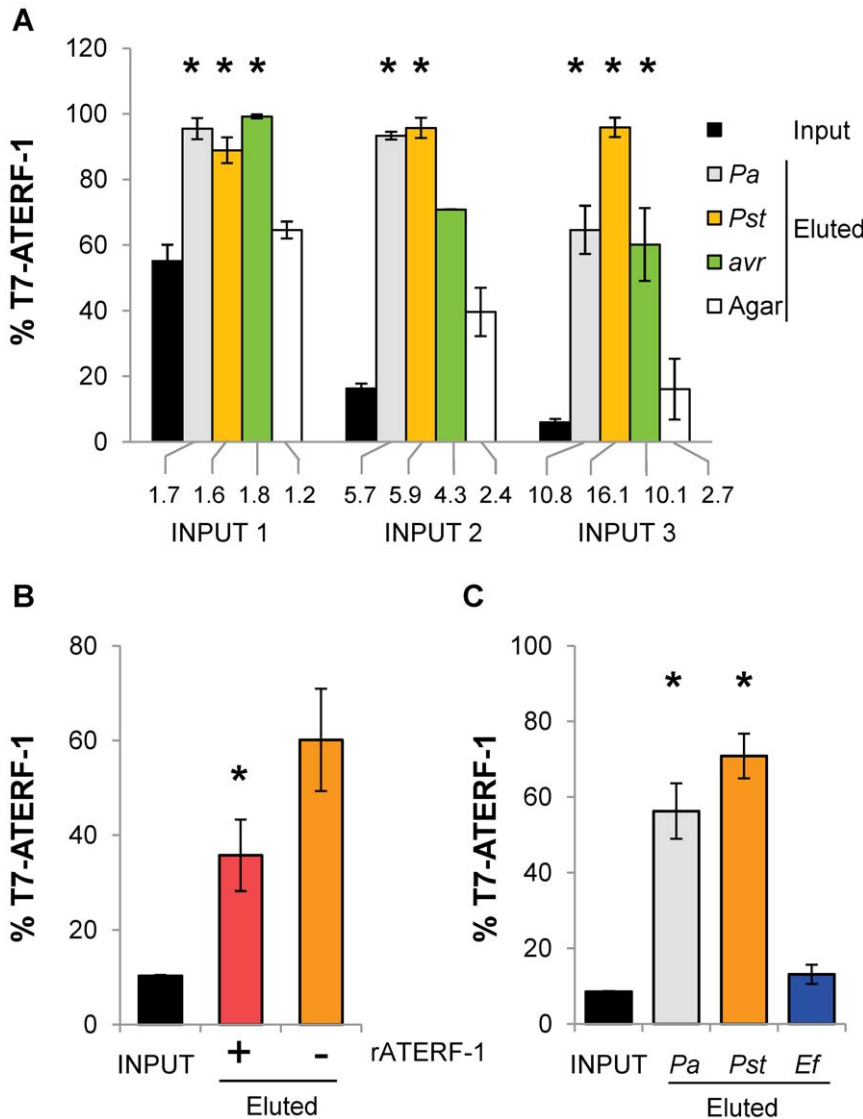 A
% T7-ATERF-1
120
100
80
60
40
20
0
* * * * * * * *
Input
Pa
Pst
avr
Agar
Eluted
1.7 1.6 1.8 1.2 5.7 5.9 4.3 2.4 10.8 16.1 10.1 2.7
INPUT 1 INPUT 2 INPUT 3
B
% T7-ATERF-1
80
60
40
20
0
*
INPUT + - rATERF-1
Eluted
C
% T7-ATERF-1
100
80
60
40
20
0
* *
INPUT Pa Pst Ef
Eluted